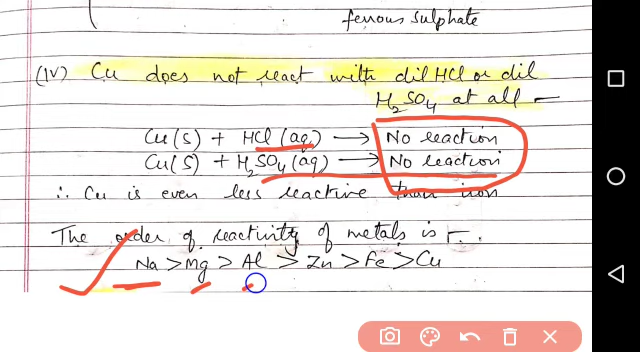 ferrous sulphate
(IV) Cu does not react with dil HCl or dil
H₂SO₄ at all –
Cu(s) + HCl (aq) → No reaction
Cu(s) + H₂SO₄ (aq) → No reaction
∴ Cu is even less reactive than iron
The order of reactivity of metals is :-
Na > Mg > Al > Zn > Fe > Cu